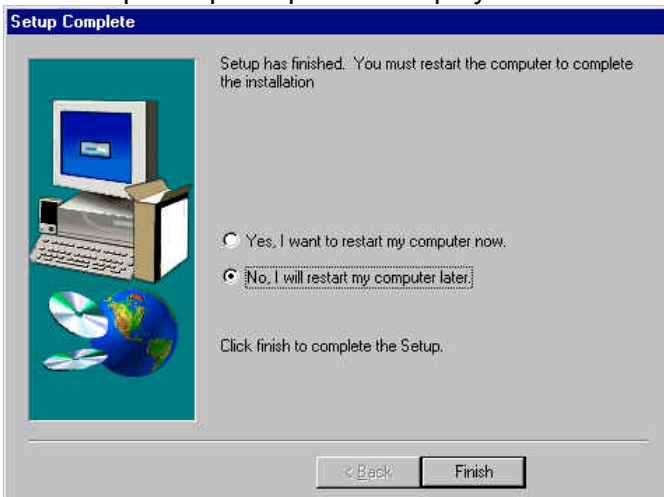 Setup Complete
Setup has finished. You must restart the computer to complete
the installation
Yes, I want to restart my computer now.
No, I will restart my computer later.
Click finish to complete the Setup.
< Back
Finish